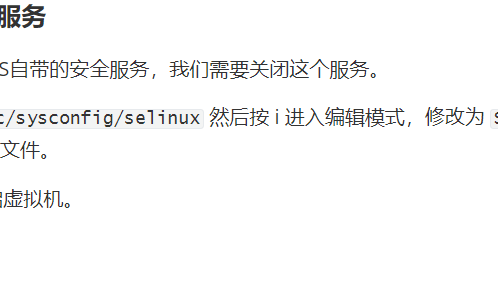 服务
S自带的安全服务，我们需要关闭这个服务。
c/sysconfig/selinux 然后按 i 进入编辑模式，修改为
文件。
虚拟机。